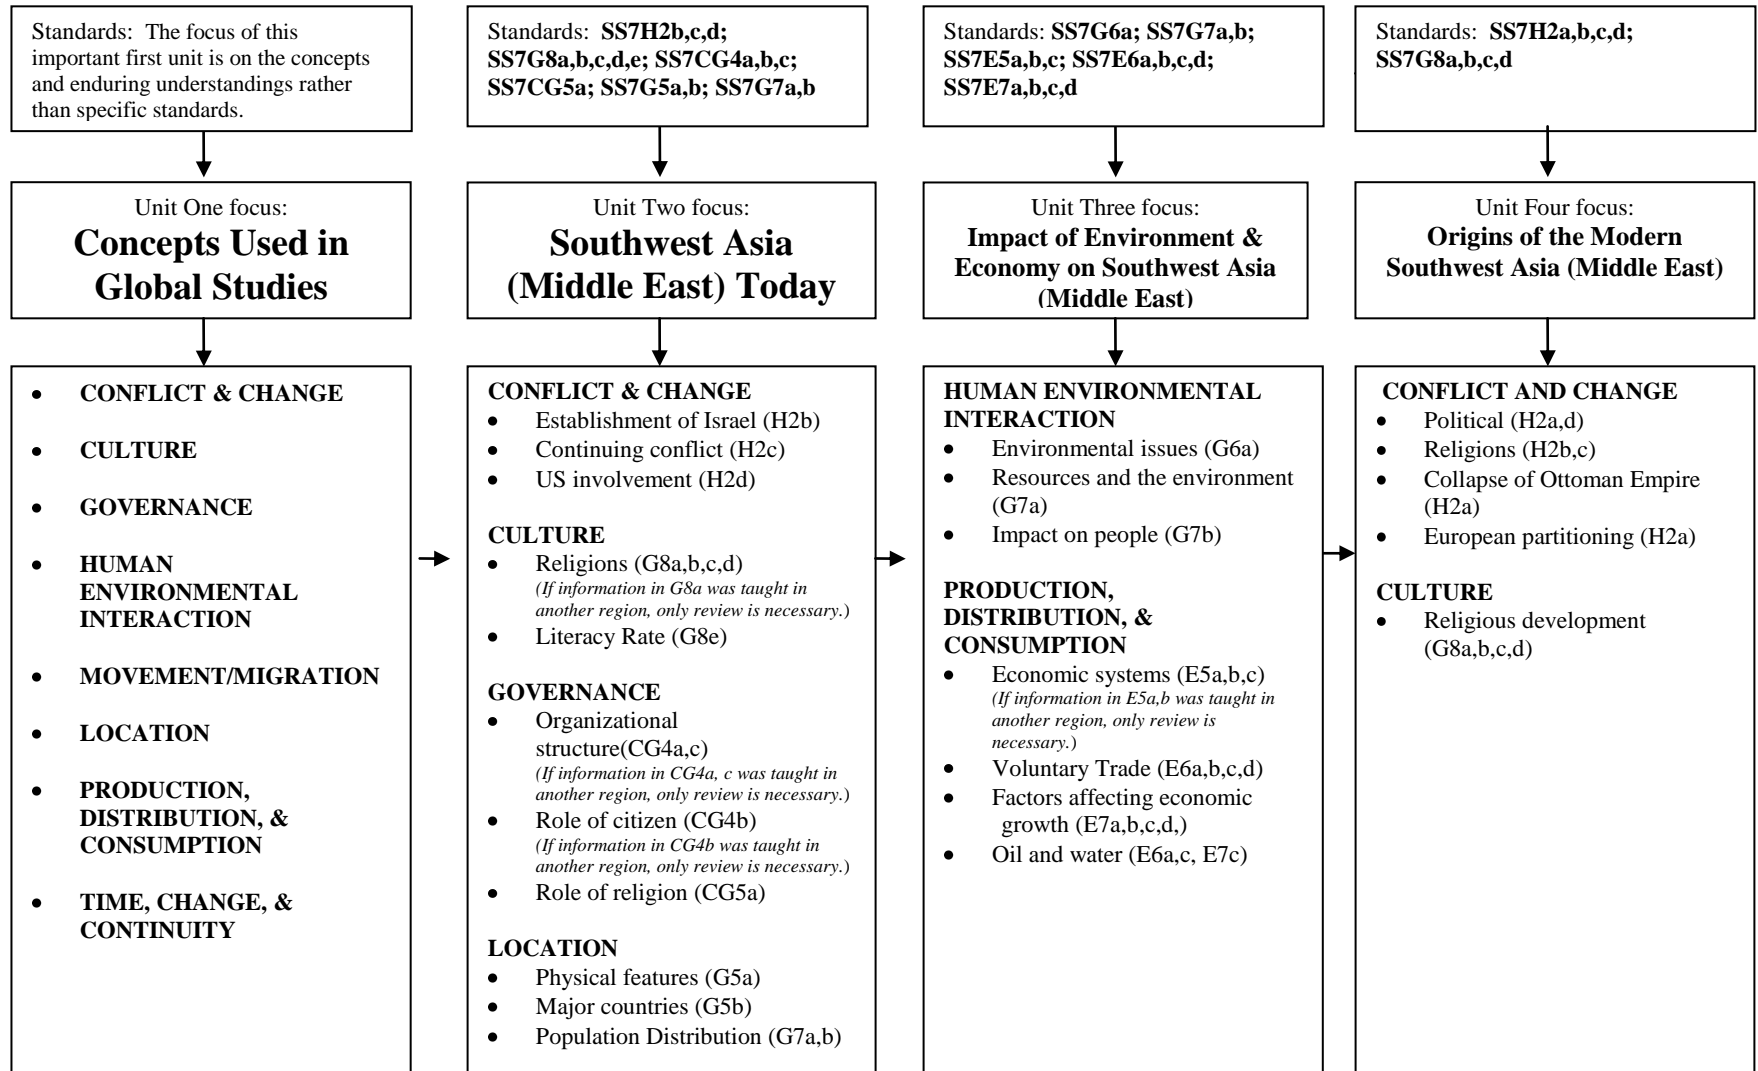 Standards:  The focus of this
important first unit is on the concepts
and enduring understandings rather
than specific standards.
Unit One focus:
Concepts Used in
Global Studies
• CONFLICT & CHANGE
• CULTURE
• GOVERNANCE
• HUMAN
ENVIRONMENTAL
INTERACTION
• MOVEMENT/MIGRATION
• LOCATION
• PRODUCTION,
DISTRIBUTION, &
CONSUMPTION
• TIME, CHANGE, &
CONTINUITY
Standards:  SS7H2b,c,d;
SS7G8a,b,c,d,e; SS7CG4a,b,c;
SS7CG5a; SS7G5a,b; SS7G7a,b
Unit Two focus:
Southwest Asia
(Middle East) Today
CONFLICT & CHANGE
• Establishment of Israel (H2b)
• Continuing conflict (H2c)
• US involvement (H2d)
CULTURE
• Religions (G8a,b,c,d)
(If information in G8a was taught in
another region, only review is necessary.)
• Literacy Rate (G8e)
GOVERNANCE
• Organizational
structure(CG4a,c)
(If information in CG4a, c was taught in
another region, only review is necessary.)
• Role of citizen (CG4b)
(If information in CG4b was taught in
another region, only review is necessary.)
• Role of religion (CG5a)
LOCATION
• Physical features (G5a)
• Major countries (G5b)
• Population Distribution (G7a,b)
Standards: SS7G6a; SS7G7a,b;
SS7E5a,b,c; SS7E6a,b,c,d;
SS7E7a,b,c,d
Unit Three focus:
Impact of Environment &
Economy on Southwest Asia
(Middle East)
HUMAN ENVIRONMENTAL
INTERACTION
• Environmental issues (G6a)
• Resources and the environment
(G7a)
• Impact on people (G7b)
PRODUCTION,
DISTRIBUTION, &
CONSUMPTION
• Economic systems (E5a,b,c)
(If information in E5a,b was taught in
another region, only review is
necessary.)
• Voluntary Trade (E6a,b,c,d)
• Factors affecting economic
growth (E7a,b,c,d,)
• Oil and water (E6a,c, E7c)
Standards:  SS7H2a,b,c,d;
SS7G8a,b,c,d
Unit Four focus:
Origins of the Modern
Southwest Asia (Middle East)
CONFLICT AND CHANGE
• Political (H2a,d)
• Religions (H2b,c)
• Collapse of Ottoman Empire
(H2a)
• European partitioning (H2a)
CULTURE
• Religious development
(G8a,b,c,d)